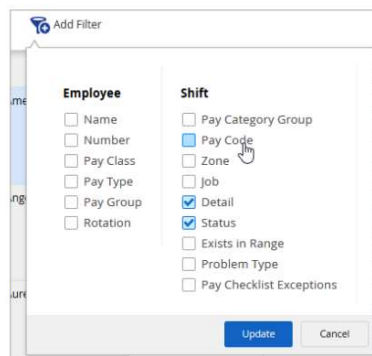 Add Filter
Employee
Name
Number
Pay Class
Pay Type
Pay Group
Rotation
Shift
Pay Category Group
Pay Code
Zone
Job
Detail
Status
Exists in Range
Problem Type
Pay Checklist Exceptions
Update
Cancel